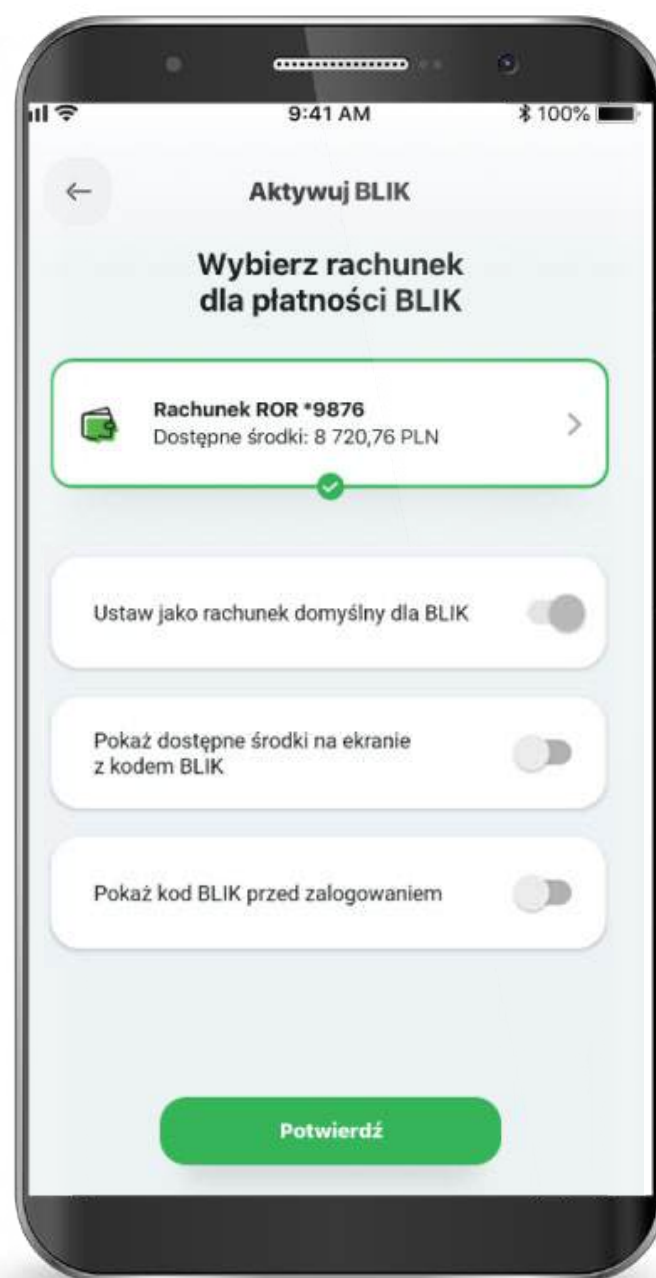 9:41 AM
100%
Aktywuj BLIK
Wybierz rachunek
dla płatności BLIK
Rachunek ROR *9876
Dostępne środki: 8 720,76 PLN
Ustaw jako rachunek domyślny dla BLIK
Pokaż dostępne środki na ekranie
z kodem BLIK
Pokaż kod BLIK przed zalogowaniem
Potwierdź